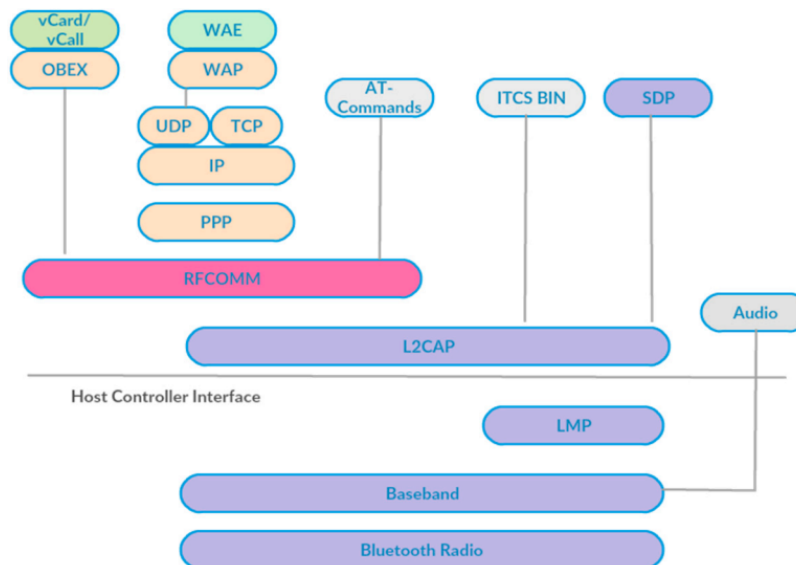 vCard/
vCall
WAE
OBEX
WAP
AT-
Commands
ITCS BIN
SDP
UDP
TCP
IP
PPP
RFCOMM
Audio
L2CAP
Host Controller Interface
LMP
Baseband
Bluetooth Radio